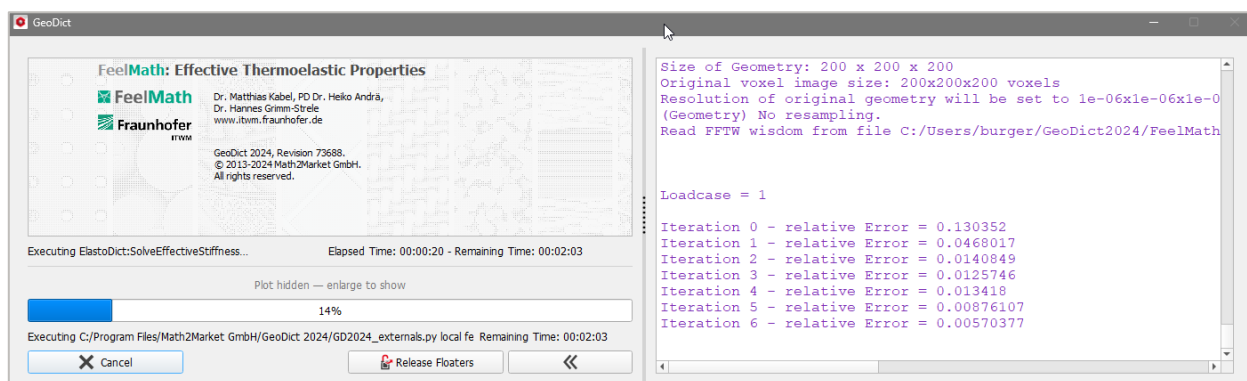 GeoDict
FeelMath: Effective Thermoelastic Properties
FeelMath
Fraunhofer
ITWM
Dr. Matthias Kabel, PD Dr. Heiko Andrä,
Dr. Hannes Grimm-Strele
www.itwm.fraunhofer.de
GeoDict 2024, Revision 73688.
© 2013-2024 Math2Market GmbH.
All rights reserved.
Executing ElastoDict:SolveEffectiveStiffness...
Elapsed Time: 00:00:20 - Remaining Time: 00:02:03
Plot hidden — enlarge to show
14%
Executing C:/Program Files/Math2Market GmbH/GeoDict 2024/GD2024_externals.py local fe Remaining Time: 00:02:03
Cancel
Release Floaters
Size of Geometry: 200 x 200 x 200
Original voxel image size: 200x200x200 voxels
Resolution of original geometry will be set to 1e-06x1e-06x1e-0
(Geometry) No resampling.
Read FFTW wisdom from file C:/Users/burger/GeoDict2024/FeelMath
Loadcase = 1
Iteration 0 - relative Error = 0.130352
Iteration 1 - relative Error = 0.0468017
Iteration 2 - relative Error = 0.0140849
Iteration 3 - relative Error = 0.0125746
Iteration 4 - relative Error = 0.013418
Iteration 5 - relative Error = 0.00876107
Iteration 6 - relative Error = 0.00570377